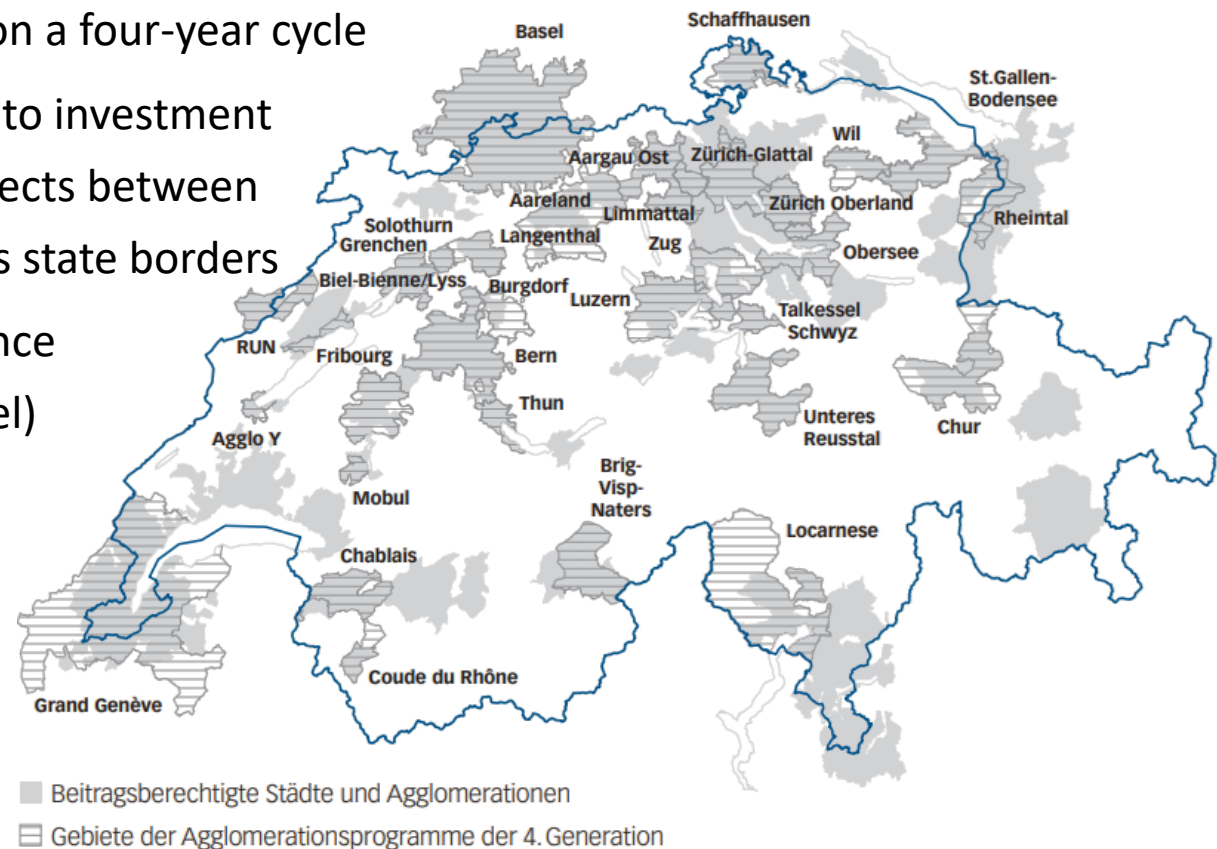 on a four-year cycle
to investment
ects between
s state borders
nce
el)
Basel
Schaffhausen
St.Gallen-
Bodensee
Aargau Ost
Zürich-Glattal
Wil
Aareland
Limmattal
Zürich Oberland
Rheintal
Solothurn
Grenchen
Langenthal
Zug
Obersee
Biel-Bienne/Lyss
Burgdorf
Luzern
Talkessel
Schwyz
RUN
Fribourg
Bern
Thun
Unteres
Reusstal
Chur
Agglo Y
Mobul
Brig-
Visp-
Naters
Locarnese
Chablais
Coude du Rhône
Grand Genève
Beitragsberechtigte Städte und Agglomerationen
Gebiete der Agglomerationsprogramme der 4. Generation